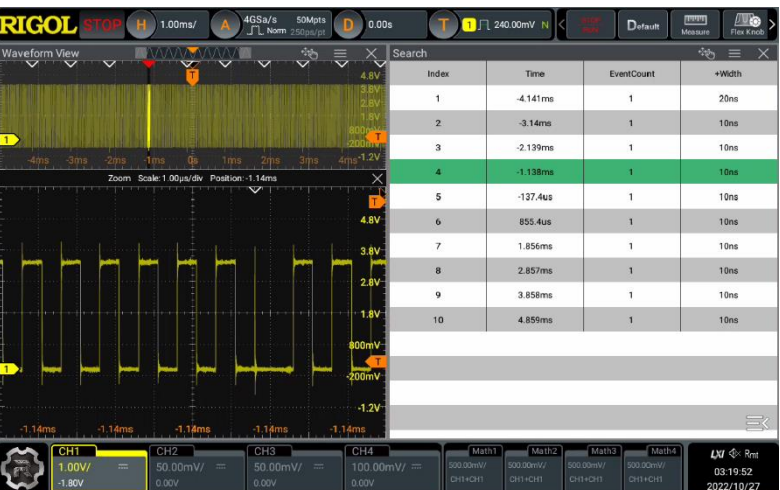 RIGOL STOP H 1.00ms/ A 4GSa/s 50Mpts Norm 250ps/pt D 0.00s T 1 240.00mV N STOP RUN Default Measure Flex Knob
Waveform View
T
4.8V
3.8V
2.8V
1.8V
800mV
-200mV
-1.2V
1
T
-4ms -3ms -2ms -1ms 0s 1ms 2ms 3ms 4ms
Zoom Scale:1.00μs/div Position:-1.14ms
T
4.8V
3.8V
2.8V
1.8V
800mV
1
T
-200mV
-1.2V
-1.14ms -1.14ms -1.14ms -1.14ms -1.14ms
Search
Index Time EventCount +Width
1 -4.141ms 1 20ns
2 -3.14ms 1 10ns
3 -2.139ms 1 10ns
4 -1.138ms 1 10ns
5 -137.4us 1 10ns
6 855.4us 1 10ns
7 1.856ms 1 10ns
8 2.857ms 1 10ns
9 3.858ms 1 10ns
10 4.859ms 1 10ns
CH1 CH2 CH3 CH4 Math1 Math2 Math3 Math4
1.00V/ 50.00mV/ 50.00mV/ 100.00mV/ 500.00mV/ 500.00mV/ 500.00mV/ 500.00mV/
-1.80V 0.00V 0.00V 0.00V CH1+CH1 CH1+CH1 CH1+CH1 CH1+CH1
LXI Rmt
03:19:52
2022/10/27